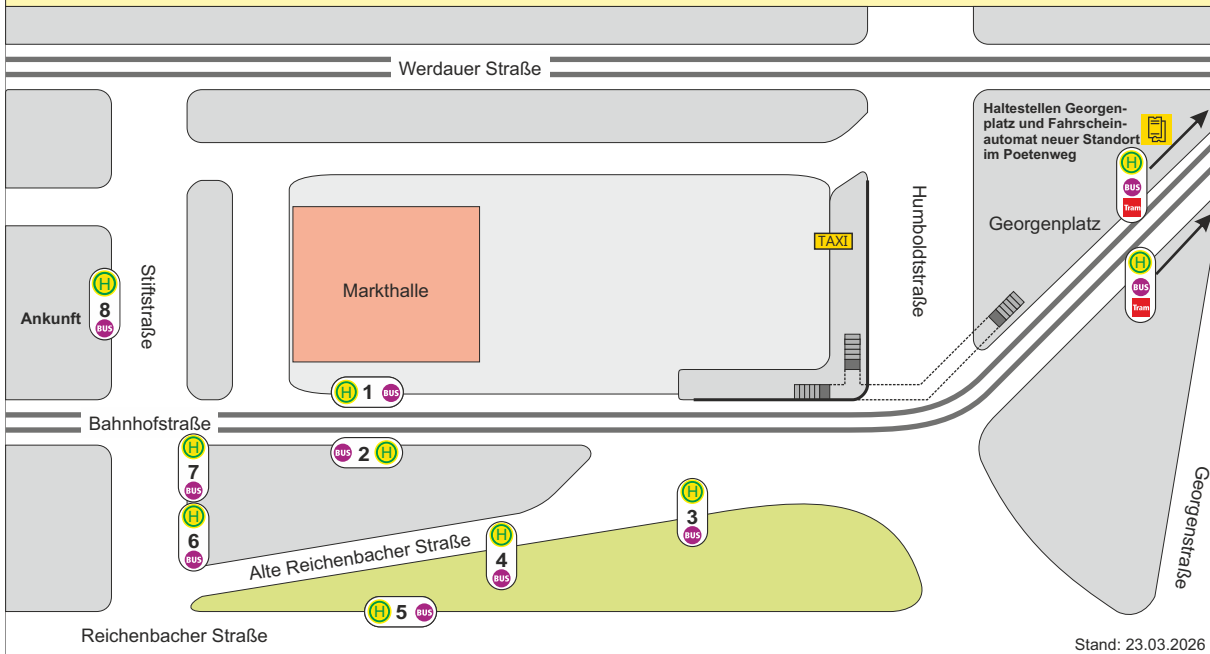 Werdauer Straße
Haltestellen Georgen-
platz und Fahrschein-
automat neuer Standort
im Poetenweg
H
BUS
Tram
Georgenplatz
H
BUS
Tram
Humboldtstraße
TAXI
Markthalle
Stiftstraße
Ankunft
H
8
BUS
H 1 BUS
Bahnhofstraße
BUS 2 H
H
7
BUS
H
6
BUS
H
3
BUS
H
4
BUS
Alte Reichenbacher Straße
H 5 BUS
Georgenstraße
Reichenbacher Straße
Stand: 23.03.2026